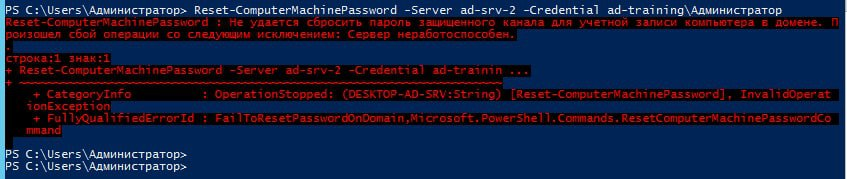 PS C:\Users\Администратор> Reset-ComputerMachinePassword -Server ad-srv-2 -Credential ad-training\Администратор
Reset-ComputerMachinePassword : Не удается сбросить пароль защищенного канала для учетной записи компьютера в домене. П
роизошел сбой операции со следующим исключением: Сервер неработоспособен.
.
строка:1 знак:1
+ Reset-ComputerMachinePassword -Server ad-srv-2 -Credential ad-trainin ...
+ ~~~~~~~~~~~~~~~~~~~~~~~~~~~~~~~~~~~~~~~~~~~~~~~~~~~~~~~~~~~~~~~~~~~~~
    + CategoryInfo          : OperationStopped: (DESKTOP-AD-SRV:String) [Reset-ComputerMachinePassword], InvalidOperat
   ionException
    + FullyQualifiedErrorId : FailToResetPasswordOnDomain,Microsoft.PowerShell.Commands.ResetComputerMachinePasswordCo
   mmand
PS C:\Users\Администратор>
PS C:\Users\Администратор>